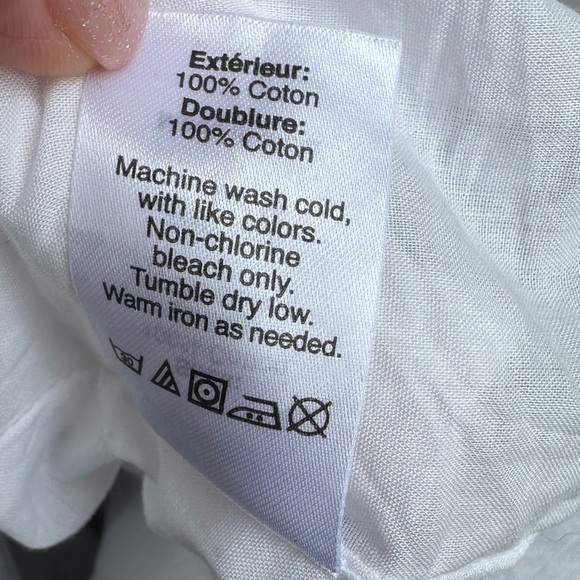 Extérieur:
100% Coton
Doublure:
100% Coton
Machine wash cold,
with like colors.
Non-chlorine
bleach only.
Tumble dry low.
Warm iron as needed.
30